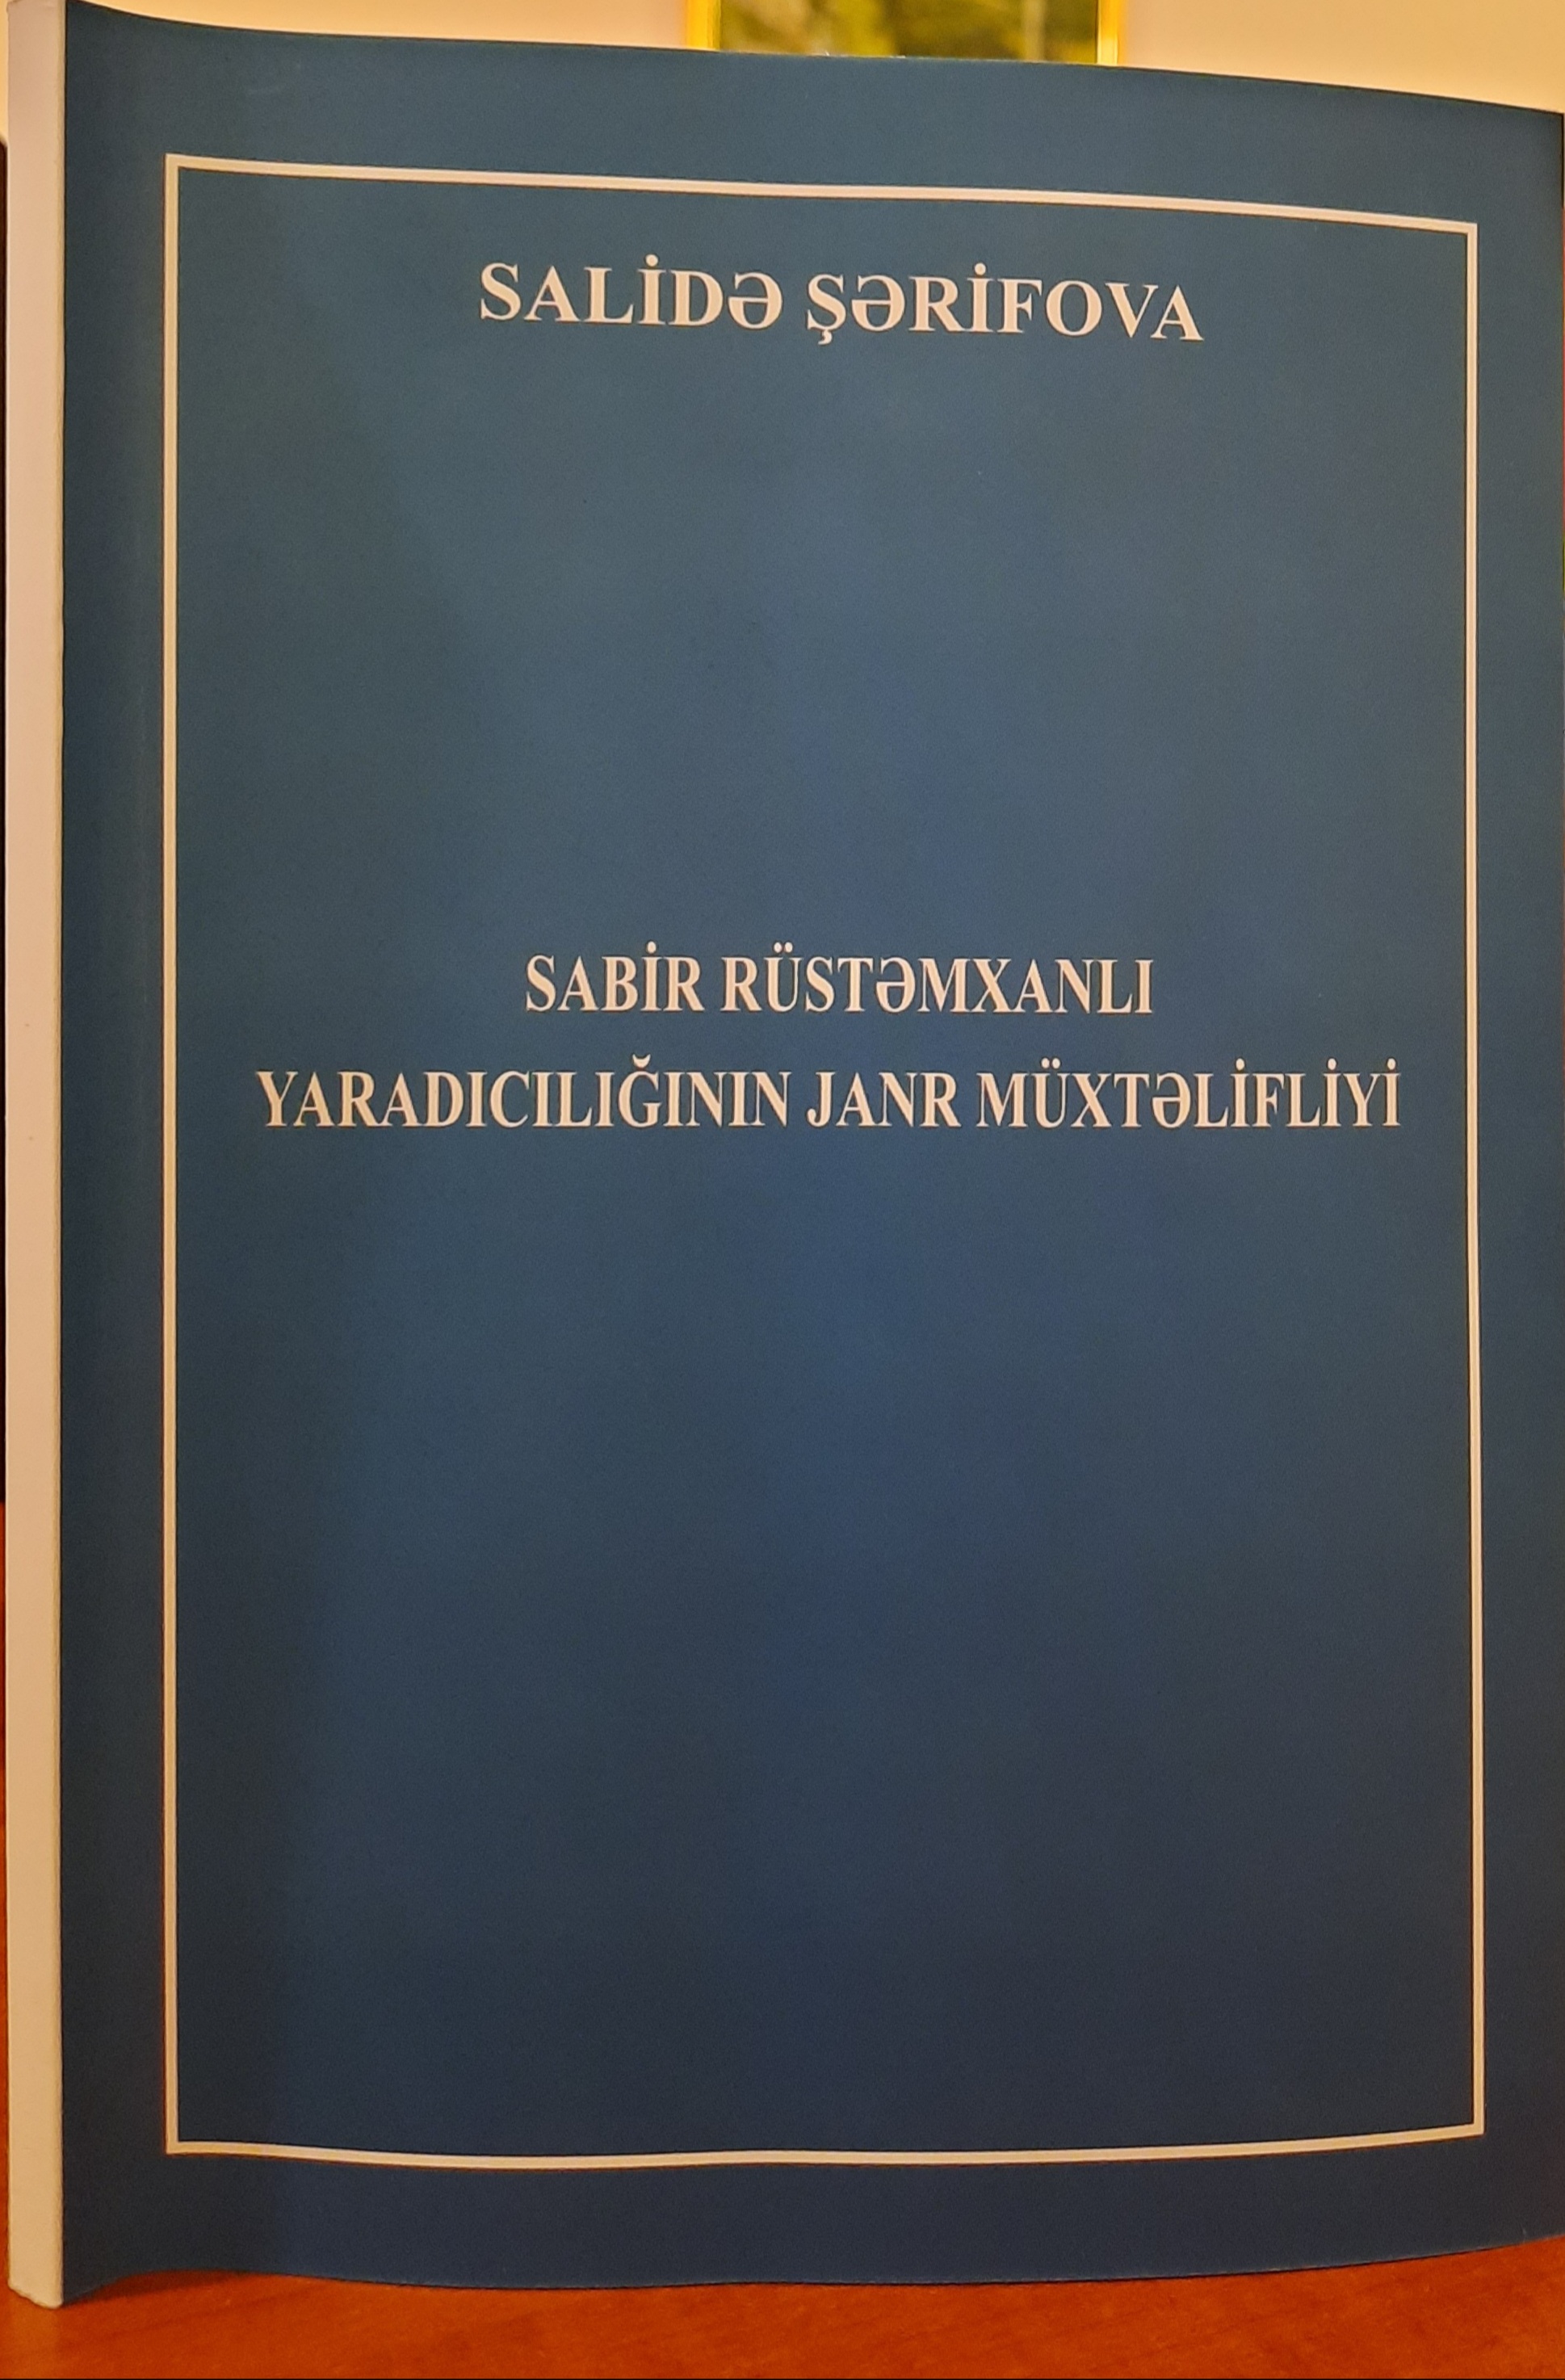 SALİDƏ ŞƏRİFOVA
SABİR RÜSTƏMXANLI
YARADICILIĞININ JANR MÜXTƏLİFLİYİ